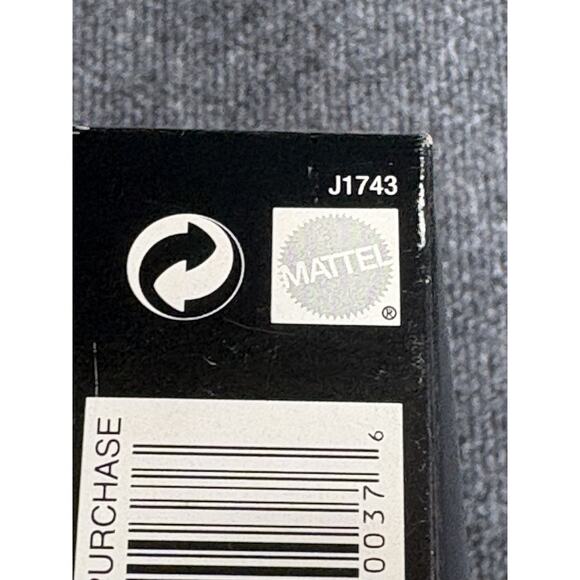 J1743
MATTEL
®
PURCHASE
0037 6